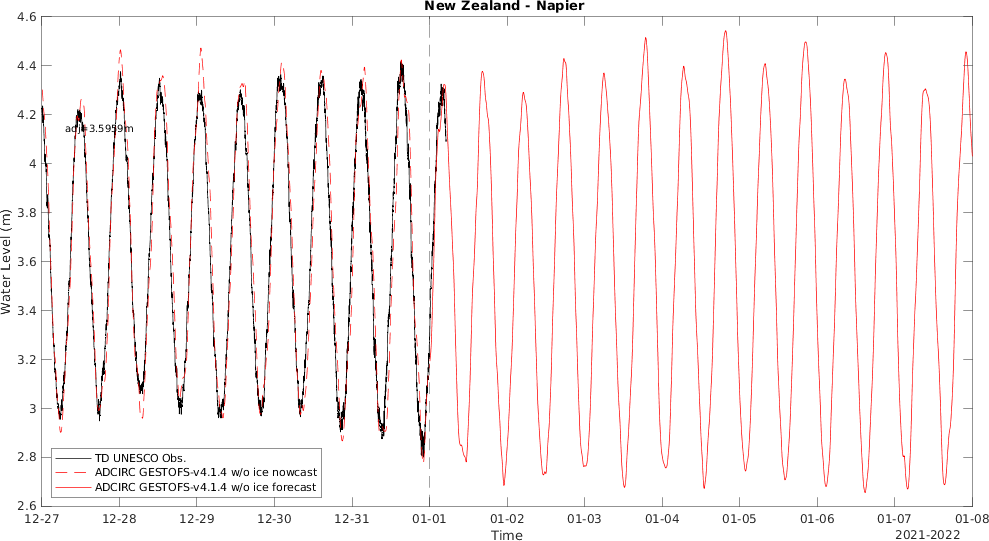 New Zealand - Napier
4.6
4.4
4.2
4
3.8
3.6
3.4
3.2
3
2.8
2.6
Water Level (m)
adj=3.5959m
TD UNESCO Obs.
ADCIRC GESTOFS-v4.1.4 w/o ice nowcast
ADCIRC GESTOFS-v4.1.4 w/o ice forecast
12-27 12-28 12-29 12-30 12-31 01-01 01-02 01-03 01-04 01-05 01-06 01-07 01-08
Time
2021-2022